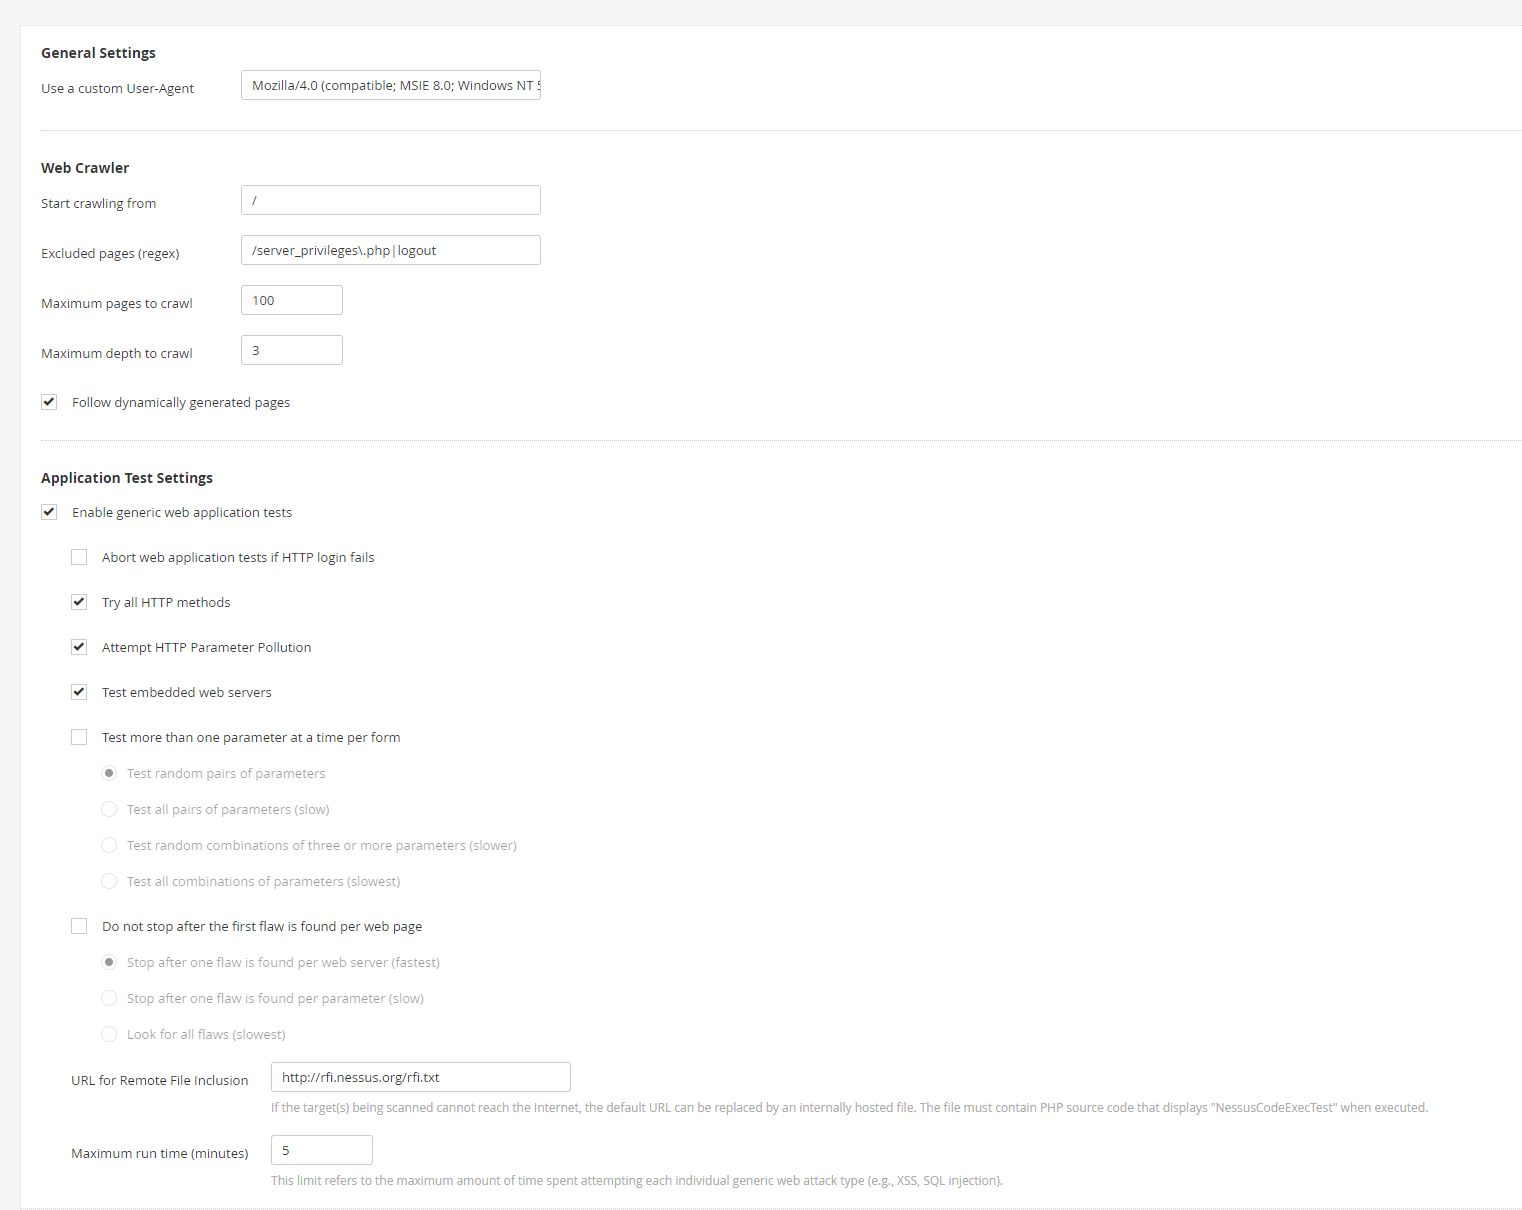 General Settings
Use a custom User-Agent
Mozilla/4.0 (compatible; MSIE 8.0; Windows NT
Web Crawler
Start crawling from
/
Excluded pages (regex)
/server_privileges\.php|logout
Maximum pages to crawl
100
Maximum depth to crawl
3
Follow dynamically generated pages
Application Test Settings
Enable generic web application tests
Abort web application tests if HTTP login fails
Try all HTTP methods
Attempt HTTP Parameter Pollution
Test embedded web servers
Test more than one parameter at a time per form
Test random pairs of parameters
Test all pairs of parameters (slow)
Test random combinations of three or more parameters (slower)
Test all combinations of parameters (slowest)
Do not stop after the first flaw is found per web page
Stop after one flaw is found per web server (fastest)
Stop after one flaw is found per parameter (slow)
Look for all flaws (slowest)
URL for Remote File Inclusion
http://rfi.nessus.org/rfi.txt
If the target(s) being scanned cannot reach the Internet, the default URL can be replaced by an internally hosted file. The file must contain PHP source code that displays "NessusCodeExecTest" when executed.
Maximum run time (minutes)
5
This limit refers to the maximum amount of time spent attempting each individual generic web attack type (e.g., XSS, SQL injection).